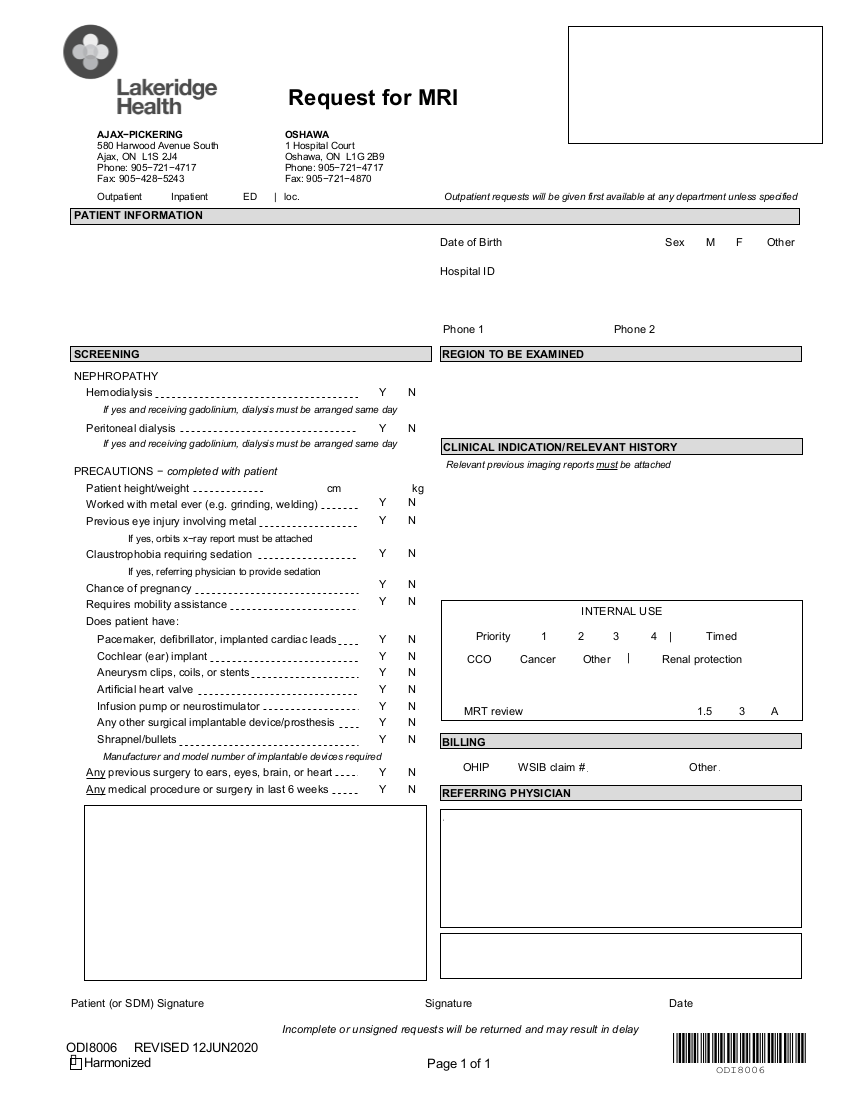 Lakeridge
Health
Request for MRI
AJAX−PICKERING
580 Harwood Avenue South
Ajax, ON L1S 2J4
Phone: 905−721−4717
Fax: 905−428−5243
OSHAWA
1 Hospital Court
Oshawa, ON L1G 2B9
Phone: 905−721−4717
Fax: 905−721−4870
Outpatient Inpatient ED | loc. Outpatient requests will be given first available at any department unless specified
PATIENT INFORMATION
Date of Birth Sex M F Other
Hospital ID
Phone 1 Phone 2
SCREENING
NEPHROPATHY
Hemodialysis Y N
If yes and receiving gadolinium, dialysis must be arranged same day
Peritoneal dialysis Y N
If yes and receiving gadolinium, dialysis must be arranged same day
PRECAUTIONS − completed with patient
Patient height/weight cm kg
Worked with metal ever (e.g. grinding, welding) Y N
Previous eye injury involving metal Y N
If yes, orbits x−ray report must be attached
Claustrophobia requiring sedation Y N
If yes, referring physician to provide sedation
Chance of pregnancy Y N
Requires mobility assistance Y N
Does patient have:
Pacemaker, defibrillator, implanted cardiac leads Y N
Cochlear (ear) implant Y N
Aneurysm clips, coils, or stents Y N
Artificial heart valve Y N
Infusion pump or neurostimulator Y N
Any other surgical implantable device/prosthesis Y N
Shrapnel/bullets Y N
Manufacturer and model number of implantable devices required
Any previous surgery to ears, eyes, brain, or heart Y N
Any medical procedure or surgery in last 6 weeks Y N
REGION TO BE EXAMINED
CLINICAL INDICATION/RELEVANT HISTORY
Relevant previous imaging reports must be attached
INTERNAL USE
Priority 1 2 3 4 | Timed
CCO Cancer Other | Renal protection
MRT review 1.5 3 A
BILLING
OHIP WSIB claim # Other
REFERRING PHYSICIAN
Patient (or SDM) Signature Signature Date
Incomplete or unsigned requests will be returned and may result in delay
ODI8006 REVISED 12JUN2020
Harmonized
Page 1 of 1
ODI8006